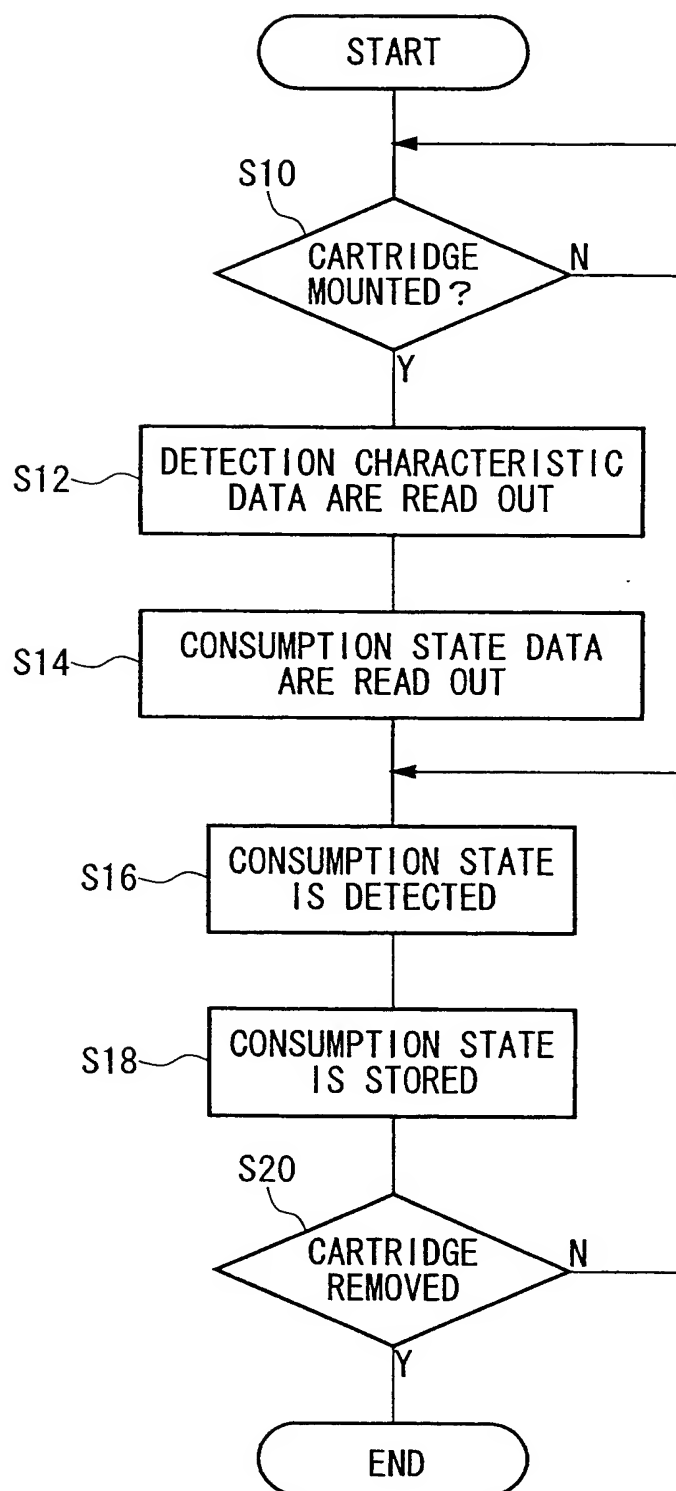 START
S10
CARTRIDGE
MOUNTED?
N
Y
S12
DETECTION CHARACTERISTIC
DATA ARE READ OUT
S14
CONSUMPTION STATE DATA
ARE READ OUT
S16
CONSUMPTION STATE
IS DETECTED
S18
CONSUMPTION STATE
IS STORED
S20
CARTRIDGE
REMOVED
N
Y
END